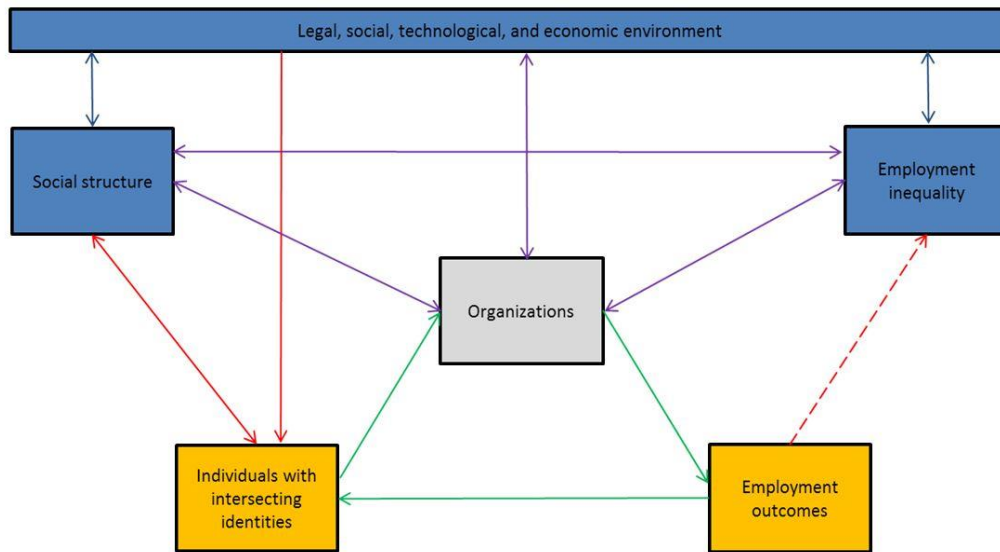 Legal, social, technological, and economic environment
Social structure
Employment
inequality
Organizations
Individuals with
intersecting
identities
Employment
outcomes